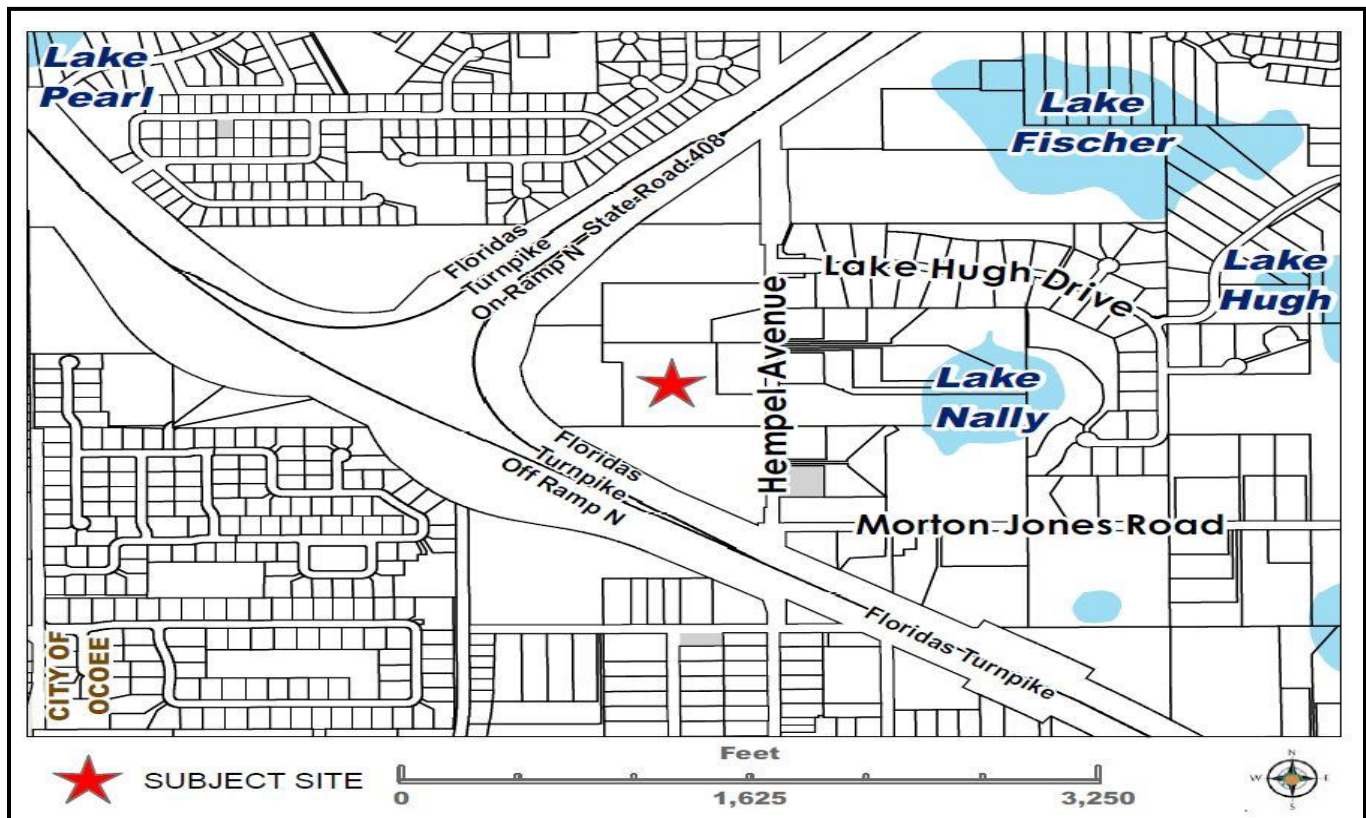 Lake
Pearl
Lake
Fischer
Floridas
Turnpike
On-Ramp N
State Road 408
Lake Hugh Drive
Lake
Hugh
Hempel Avenue
Lake
Nally
Floridas
Turnpike
Off Ramp N
Morton Jones Road
Floridas Turnpike
CITY OF
OCOEE
SUBJECT SITE
Feet
0
1,625
3,250
N
W
E
S